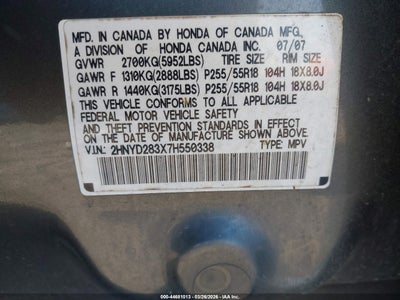 MFD. IN CANADA BY HONDA OF CANADA MFG.,
A DIVISION OF HONDA CANADA INC. 07/07
GVWR 2700KG(5952LBS) TIRE SIZE RIM SIZE
GAWR F 1310KG(2888LBS) P255/55R18 104H 18X8.0J
GAWR R 1440KG(3175LBS) P255/55R18 104H 18X8.0J
THIS VEHICLE CONFORMS TO ALL APPLICABLE
FEDERAL MOTOR VEHICLE SAFETY AND
THEFT PREVENTION STANDARDS IN EFFECT
ON THE DATE OF MANUFACTURE SHOWN ABOVE.
V.I.N.: 2HNYD283X7H550338 TYPE: MPV
000-44681013 - 03/26/2026 - IAA Inc.